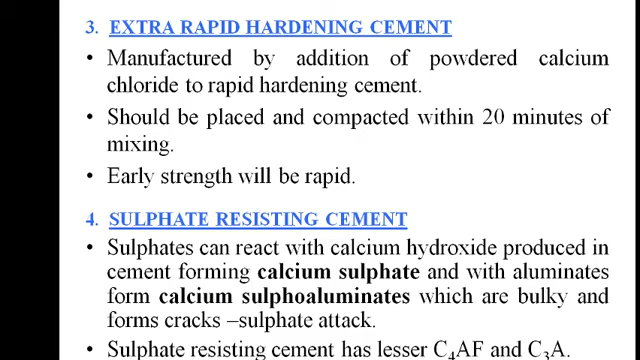 3. EXTRA RAPID HARDENING CEMENT
• Manufactured by addition of powdered calcium
chloride to rapid hardening cement.
• Should be placed and compacted within 20 minutes of
mixing.
• Early strength will be rapid.
4. SULPHATE RESISTING CEMENT
• Sulphates can react with calcium hydroxide produced in
cement forming calcium sulphate and with aluminates
form calcium sulphoaluminates which are bulky and
forms cracks –sulphate attack.
• Sulphate resisting cement has lesser C₄AF and C₃A.